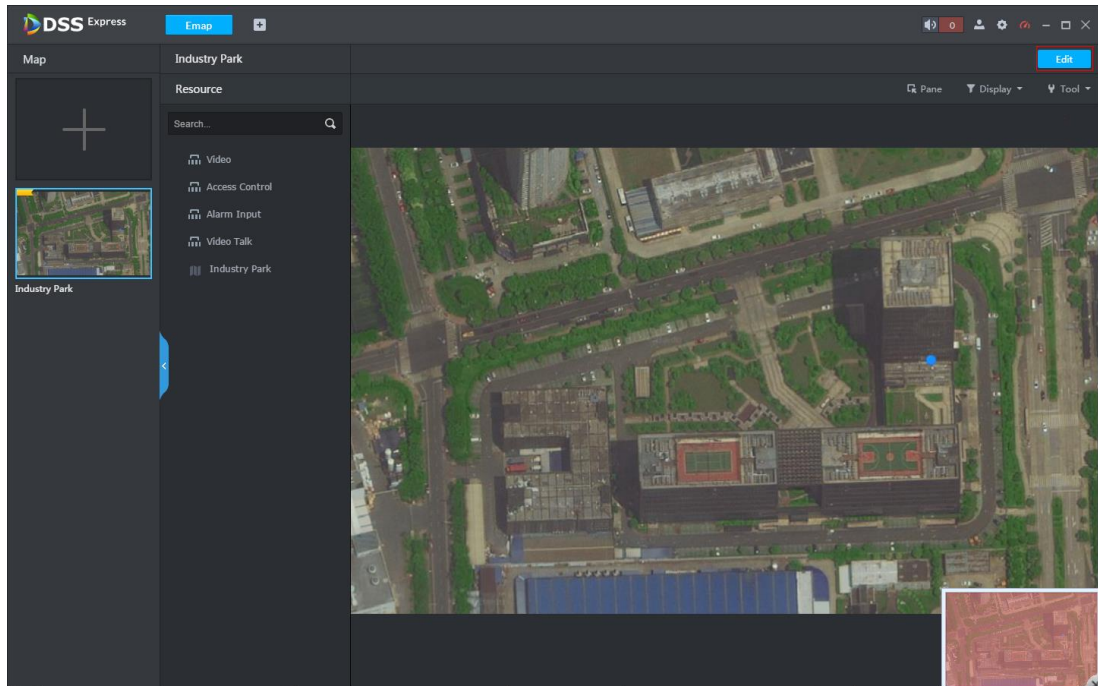 DSS Express
Emap
0
Map
Industry Park
Edit
Resource
Pane
Display
Tool
Search...
Video
Access Control
Alarm Input
Video Talk
Industry Park
Industry Park